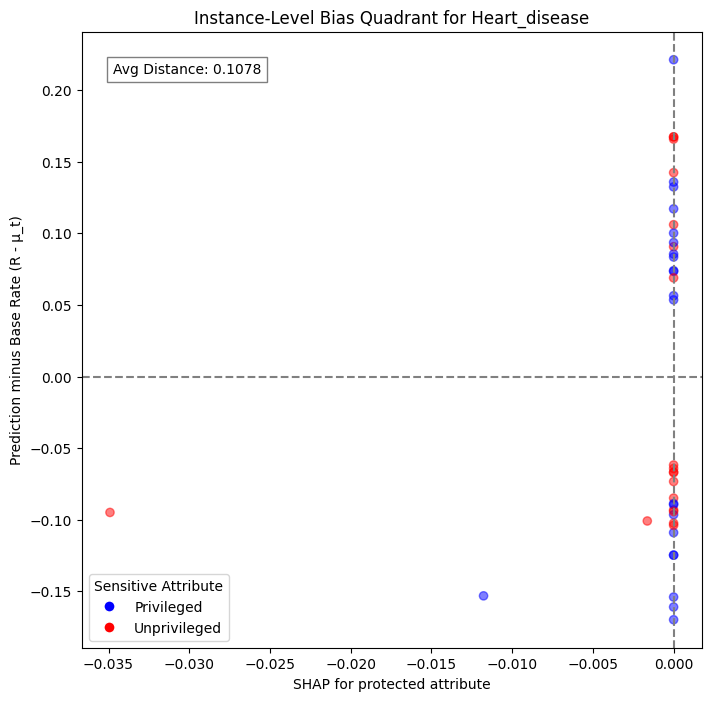 Instance-Level Bias Quadrant for Heart_disease
Avg Distance: 0.1078
Prediction minus Base Rate (R - μ_t)
0.20
0.15
0.10
0.05
0.00
−0.05
−0.10
−0.15
Sensitive Attribute
Privileged
Unprivileged
−0.035 −0.030 −0.025 −0.020 −0.015 −0.010 −0.005 0.000
SHAP for protected attribute